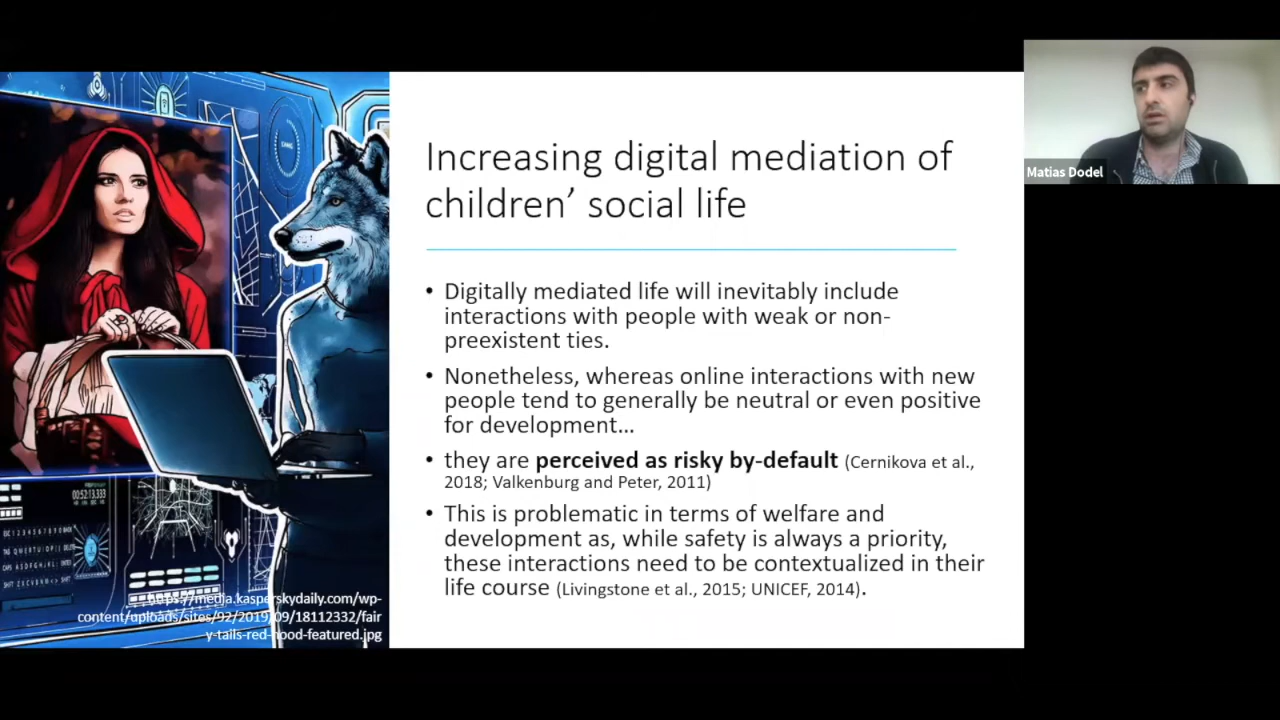 Increasing digital mediation of
children’ social life
• Digitally mediated life will inevitably include
interactions with people with weak or non-
preexistent ties.
• Nonetheless, whereas online interactions with new
people tend to generally be neutral or even positive
for development…
• they are perceived as risky by-default (Cernikova et al.,
2018; Valkenburg and Peter, 2011)
• This is problematic in terms of welfare and
development as, while safety is always a priority,
these interactions need to be contextualized in their
life course (Livingstone et al., 2015; UNICEF, 2014).
https://media.kasperskydaily.com/wp-
content/uploads/sites/92/2019/09/18112332/fair
y-tails-red-hood-featured.jpg
00:52:13.333
Matias Dodel